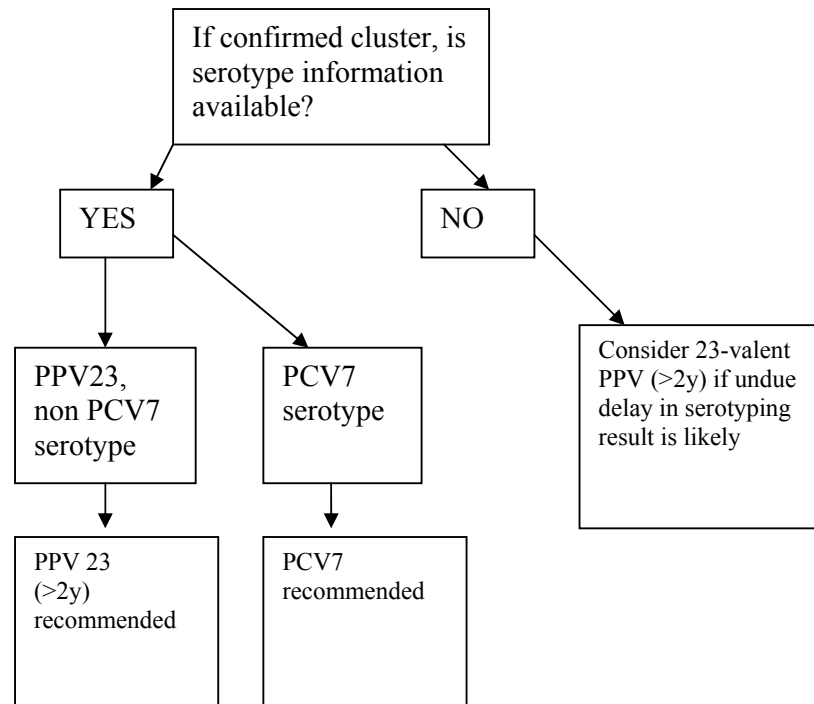 If confirmed cluster, is
serotype information
available?
YES
NO
PPV23,
non PCV7
serotype
PCV7
serotype
Consider 23-valent
PPV (>2y) if undue
delay in serotyping
result is likely
PPV 23
(>2y)
recommended
PCV7
recommended